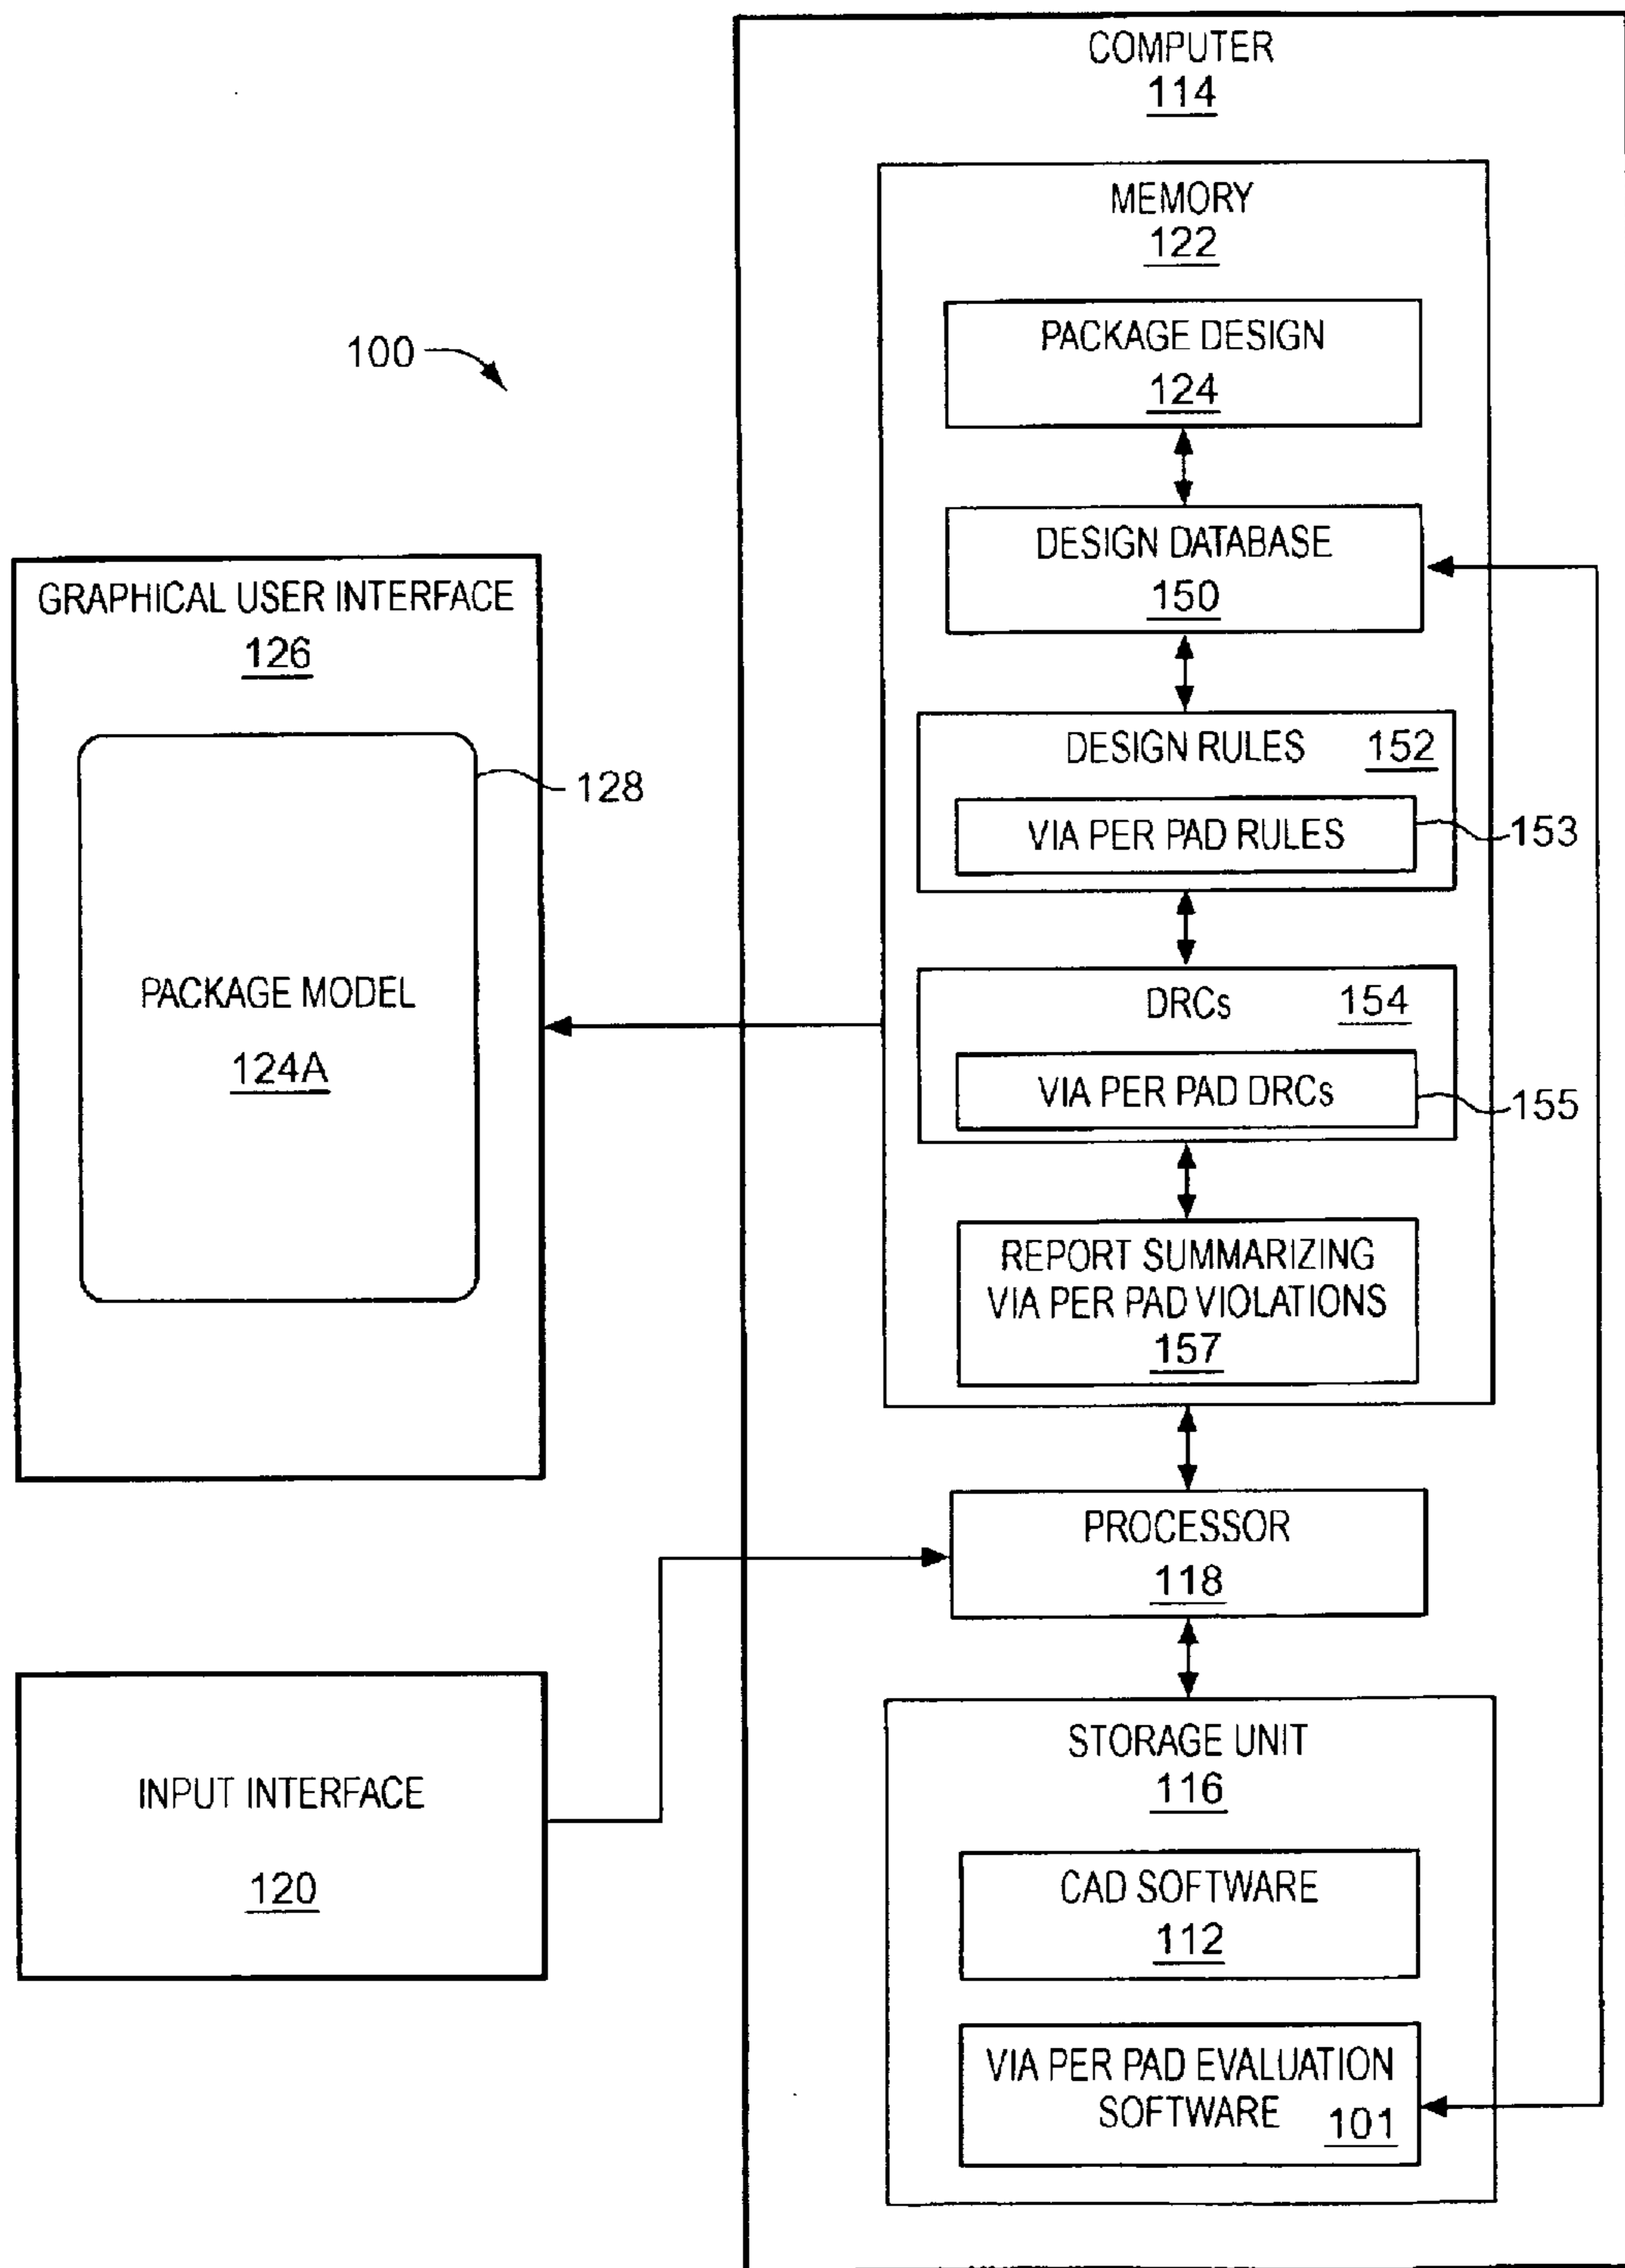 COMPUTER
114
MEMORY
122
PACKAGE DESIGN
124
100
DESIGN DATABASE
150
GRAPHICAL USER INTERFACE
126
DESIGN RULES 152
128
VIA PER PAD RULES
153
PACKAGE MODEL
124A
DRCs 154
VIA PER PAD DRCs
155
REPORT SUMMARIZING
VIA PER PAD VIOLATIONS
157
PROCESSOR
118
STORAGE UNIT
116
INPUT INTERFACE
120
CAD SOFTWARE
112
VIA PER PAD EVALUATION
SOFTWARE 101